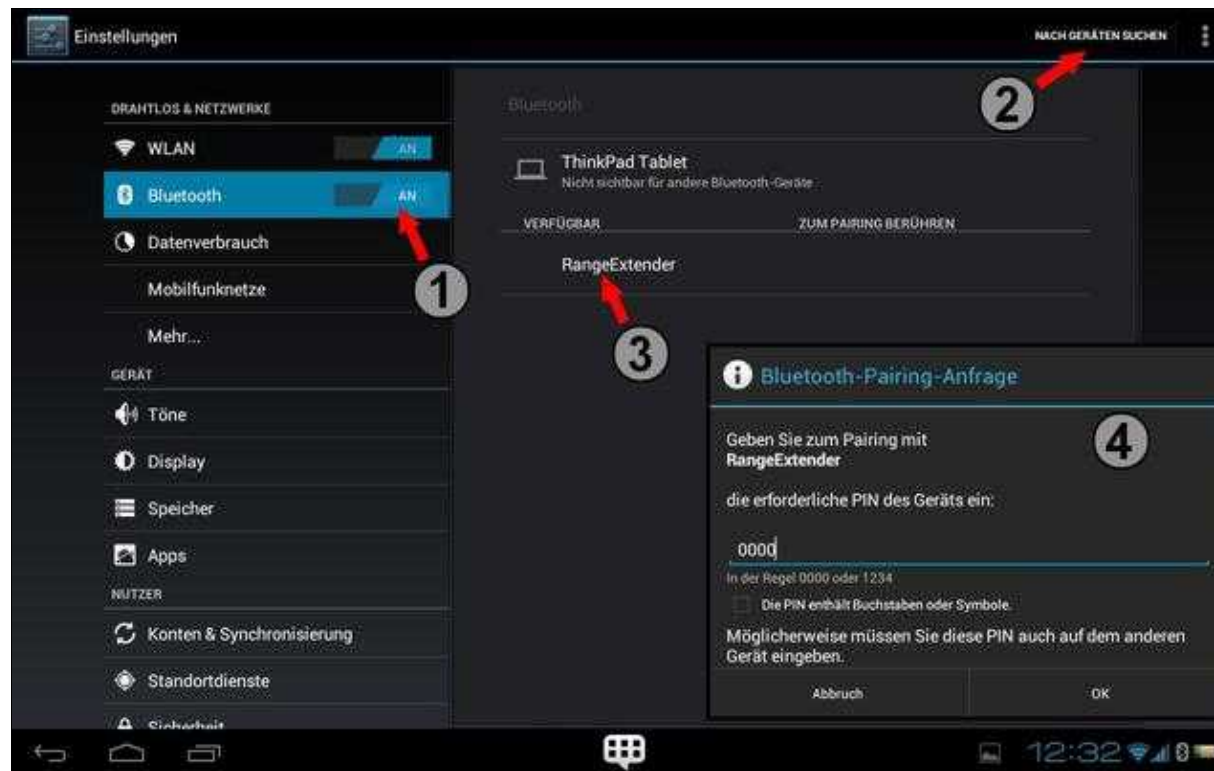 Einstellungen
NACH GERÄTEN SUCHEN
2
DRAHTLOS & NETZWERKE
WLAN AN
Bluetooth AN
1
Datenverbrauch
Mobilfunknetze
Mehr...
GERÄT
Töne
Display
Speicher
Apps
NUTZER
Konten & Synchronisierung
Standortdienste
Sicherheit
Bluetooth
ThinkPad Tablet
Nicht sichtbar für andere Bluetooth-Geräte
VERFÜGBAR ZUM PAIRING BERÜHREN
RangeExtender
3
Bluetooth-Pairing-Anfrage
4
Geben Sie zum Pairing mit
RangeExtender
die erforderliche PIN des Geräts ein:
0000
In der Regel 0000 oder 1234
Die PIN enthält Buchstaben oder Symbole.
Möglicherweise müssen Sie diese PIN auch auf dem anderen
Gerät eingeben.
Abbruch OK
12:32